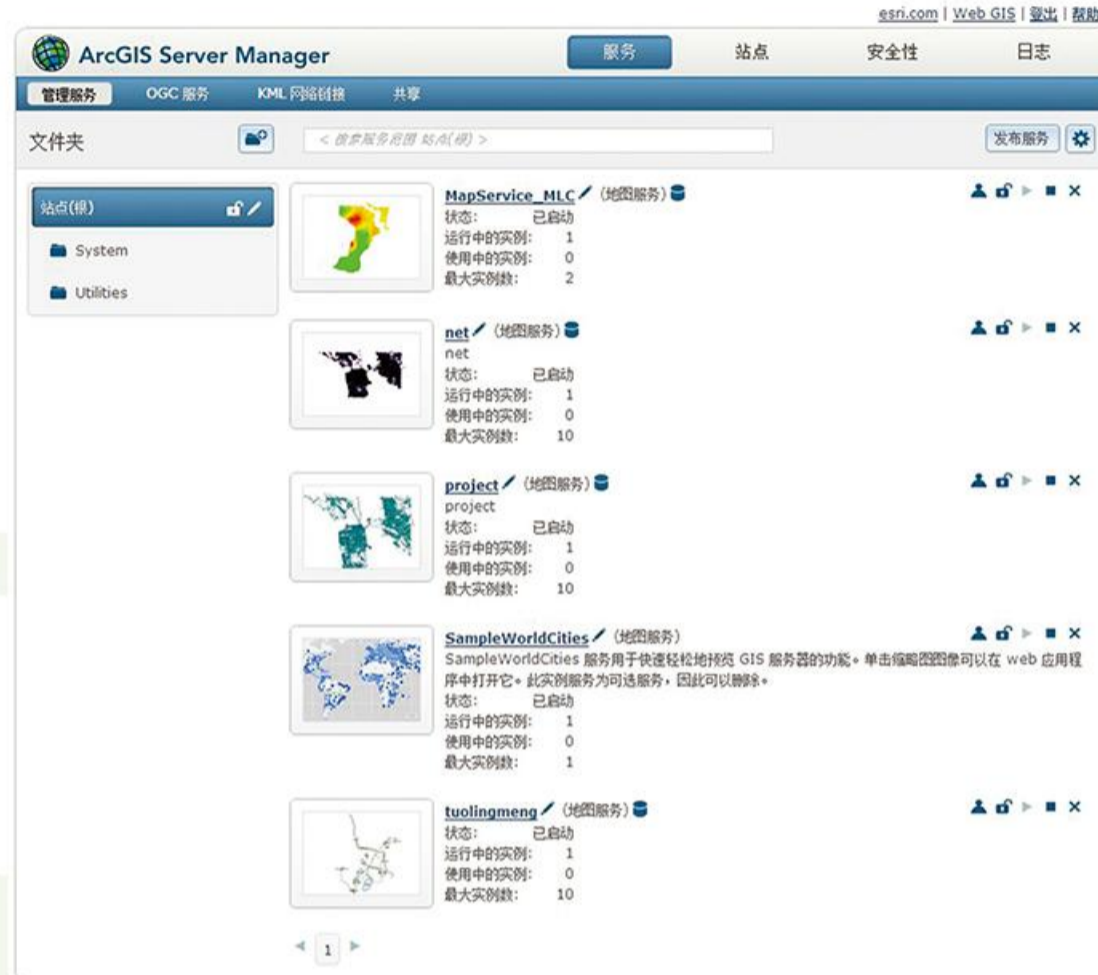 esri.com | Web GIS | 登出 | 帮助
ArcGIS Server Manager
服务 站点 安全性 日志
管理服务 OGC 服务 KML 网络链接 共享
文件夹
< 搜索服务范围 站点(根) >
发布服务
站点(根)
System
Utilities
MapService_MLC (地图服务)
状态: 已启动
运行中的实例: 1
使用中的实例: 0
最大实例数: 2
net (地图服务)
net
状态: 已启动
运行中的实例: 1
使用中的实例: 0
最大实例数: 10
project (地图服务)
project
状态: 已启动
运行中的实例: 1
使用中的实例: 0
最大实例数: 10
SampleWorldCities (地图服务)
SampleWorldCities 服务用于快速轻松地预览 GIS 服务器的功能。单击缩略图图像可以在 web 应用程
序中打开它。此实例服务为可选服务，因此可以删除。
状态: 已启动
运行中的实例: 1
使用中的实例: 0
最大实例数: 1
tuolingmeng (地图服务)
状态: 已启动
运行中的实例: 1
使用中的实例: 0
最大实例数: 10
1